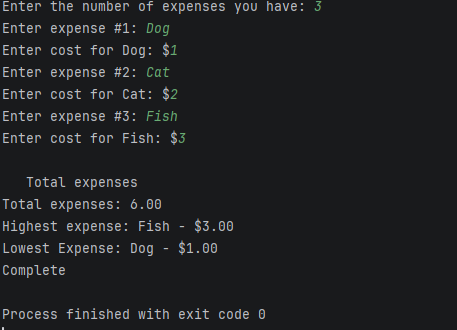 Enter the number of expenses you have: 3
Enter expense #1: Dog
Enter cost for Dog: $1
Enter expense #2: Cat
Enter cost for Cat: $2
Enter expense #3: Fish
Enter cost for Fish: $3
Total expenses
Total expenses: 6.00
Highest expense: Fish - $3.00
Lowest Expense: Dog - $1.00
Complete
Process finished with exit code 0